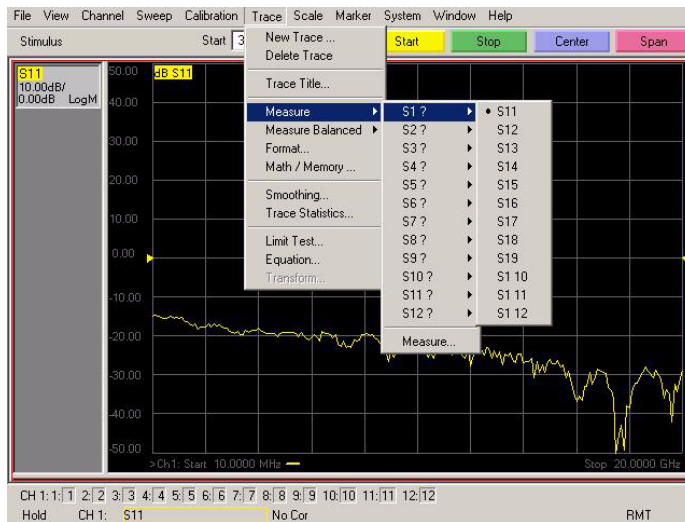 File View Channel Sweep Calibration Trace Scale Marker System Window Help
Stimulus Start 3 Start Stop Center Span
New Trace ...
Delete Trace
Trace Title...
Measure
Measure Balanced
Format...
Math / Memory ...
Smoothing...
Trace Statistics...
Limit Test...
Equation...
Transform...
S1 ?
S2 ?
S3 ?
S4 ?
S5 ?
S6 ?
S7 ?
S8 ?
S9 ?
S10 ?
S11 ?
S12 ?
Measure...
• S11
S12
S13
S14
S15
S16
S17
S18
S19
S1 10
S1 11
S1 12
S11
10.00dB/
0.00dB LogM
50.00 dB S11
40.00
30.00
20.00
10.00
0.00
-10.00
-20.00
-30.00
-40.00
-50.00
>Ch1: Start 10.0000 MHz Stop 20.0000 GHz
CH 1: 1: 1 2: 2 3: 3 4: 4 5: 5 6: 6 7: 7 8: 8 9: 9 10: 10 11: 11 12: 12
Hold CH 1: S11 No Cor RMT